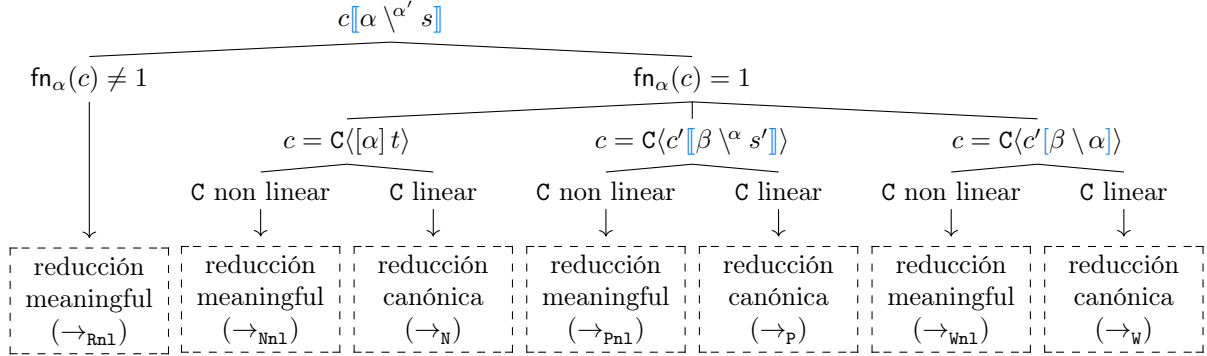 c⟦α \^α′ s⟧
fn_α(c) ≠ 1 fn_α(c) = 1
c = C⟨[α] t⟩ c = C⟨c′⟦β \^α s′⟧⟩ c = C⟨c′[β \ α]⟩
C non linear C linear C non linear C linear C non linear C linear
reducción reducción reducción reducción reducción reducción reducción
meaningful meaningful canónica meaningful canónica meaningful canónica
(→_Rnl) (→_Nnl) (→_N) (→_Pnl) (→_P) (→_Wnl) (→_W)